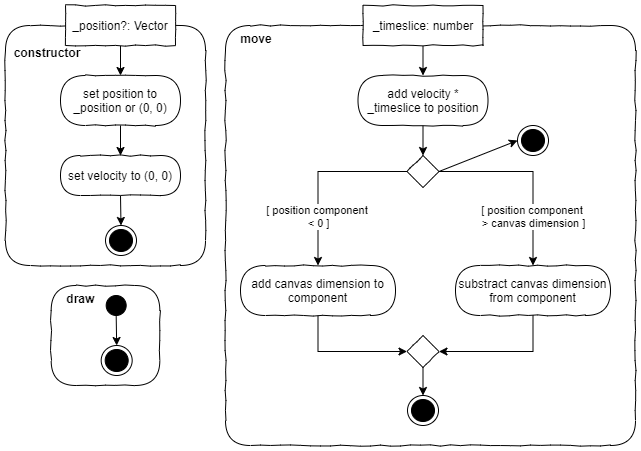 _position?: Vector
constructor
set position to
_position or (0, 0)
set velocity to (0, 0)
draw
_timeslice: number
move
add velocity *
_timeslice to position
[ position component
< 0 ]
[ position component
> canvas dimension ]
add canvas dimension to
component
substract canvas dimension
from component